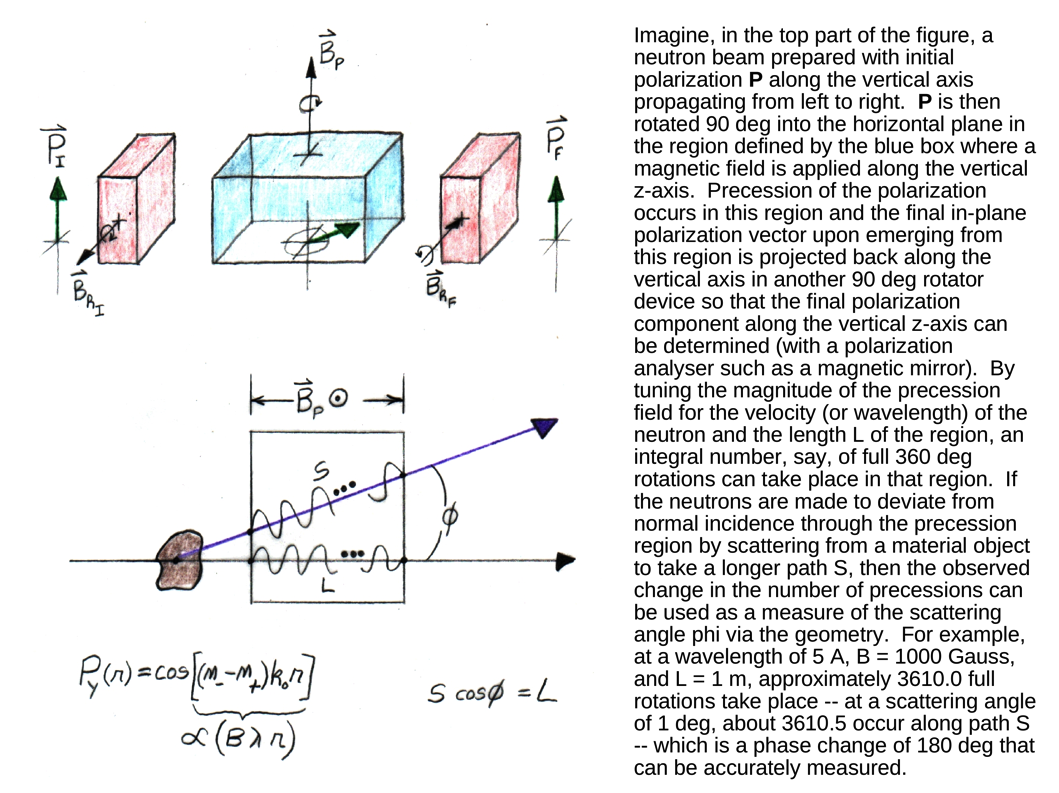 B⃗P
P⃗I
P⃗F
B⃗RI
B⃗RF
Imagine, in the top part of the figure, a
neutron beam prepared with initial
polarization P along the vertical axis
propagating from left to right. P is then
rotated 90 deg into the horizontal plane in
the region defined by the blue box where a
magnetic field is applied along the vertical
z-axis. Precession of the polarization
occurs in this region and the final in-plane
polarization vector upon emerging from
this region is projected back along the
vertical axis in another 90 deg rotator
device so that the final polarization
component along the vertical z-axis can
be determined (with a polarization
analyser such as a magnetic mirror). By
tuning the magnitude of the precession
field for the velocity (or wavelength) of the
neutron and the length L of the region, an
integral number, say, of full 360 deg
rotations can take place in that region. If
the neutrons are made to deviate from
normal incidence through the precession
region by scattering from a material object
to take a longer path S, then the observed
change in the number of precessions can
be used as a measure of the scattering
angle phi via the geometry. For example,
at a wavelength of 5 A, B = 1000 Gauss,
and L = 1 m, approximately 3610.0 full
rotations take place -- at a scattering angle
of 1 deg, about 3610.5 occur along path S
-- which is a phase change of 180 deg that
can be accurately measured.
B⃗P ⊙
S
ϕ
L
Py(r) = cos[(n₋ - n₊)k₀r]
∝ (Bλr)
S cosϕ = L